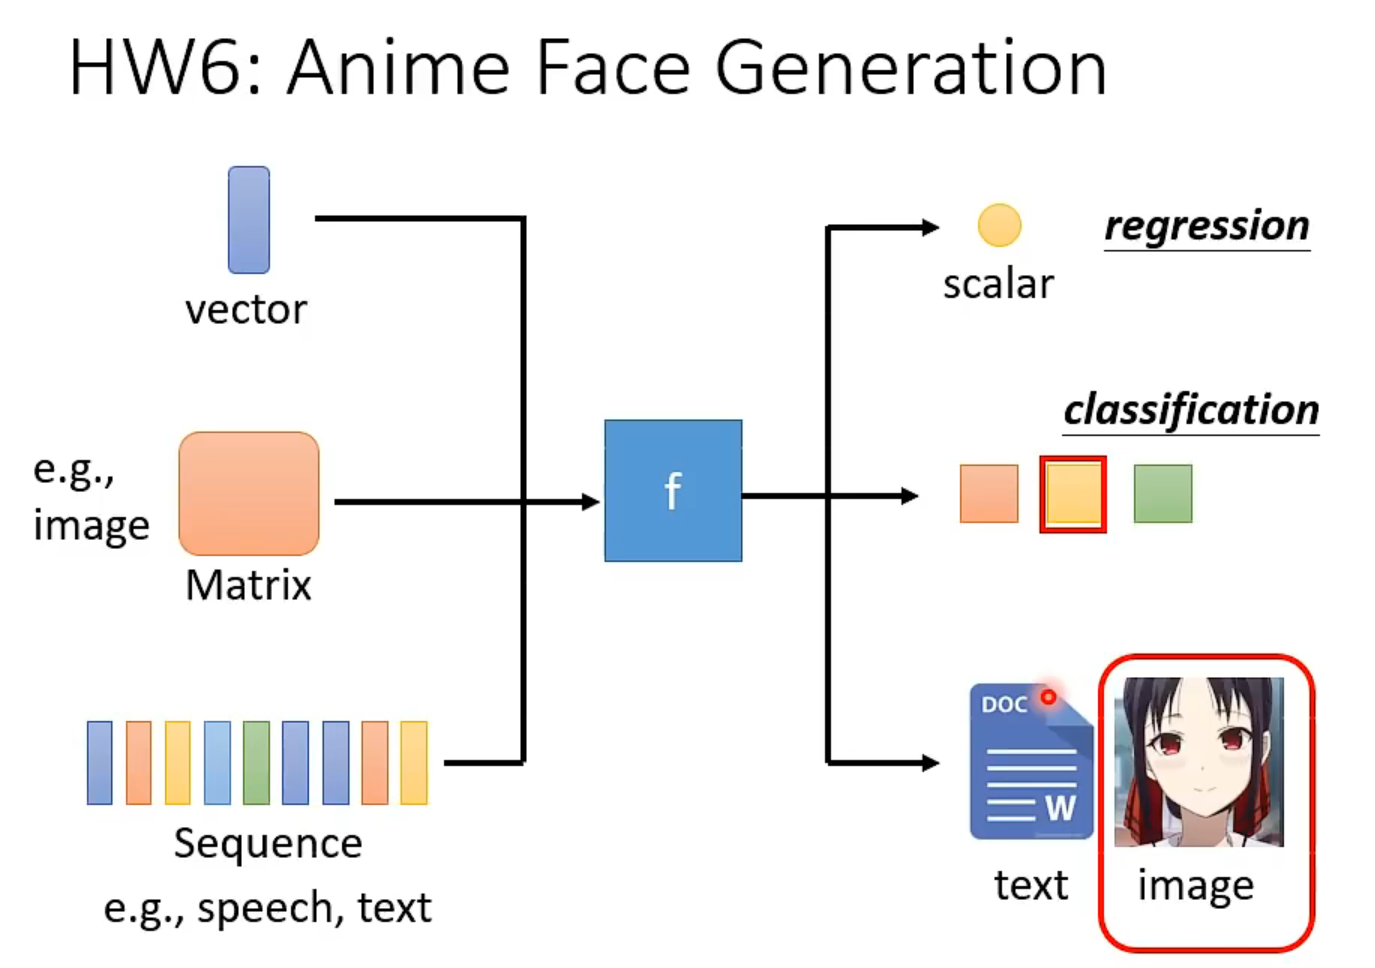 HW6: Anime Face Generation
vector
e.g.,
image
Matrix
Sequence
e.g., speech, text
f
scalar
regression
classification
DOC
W
text
image